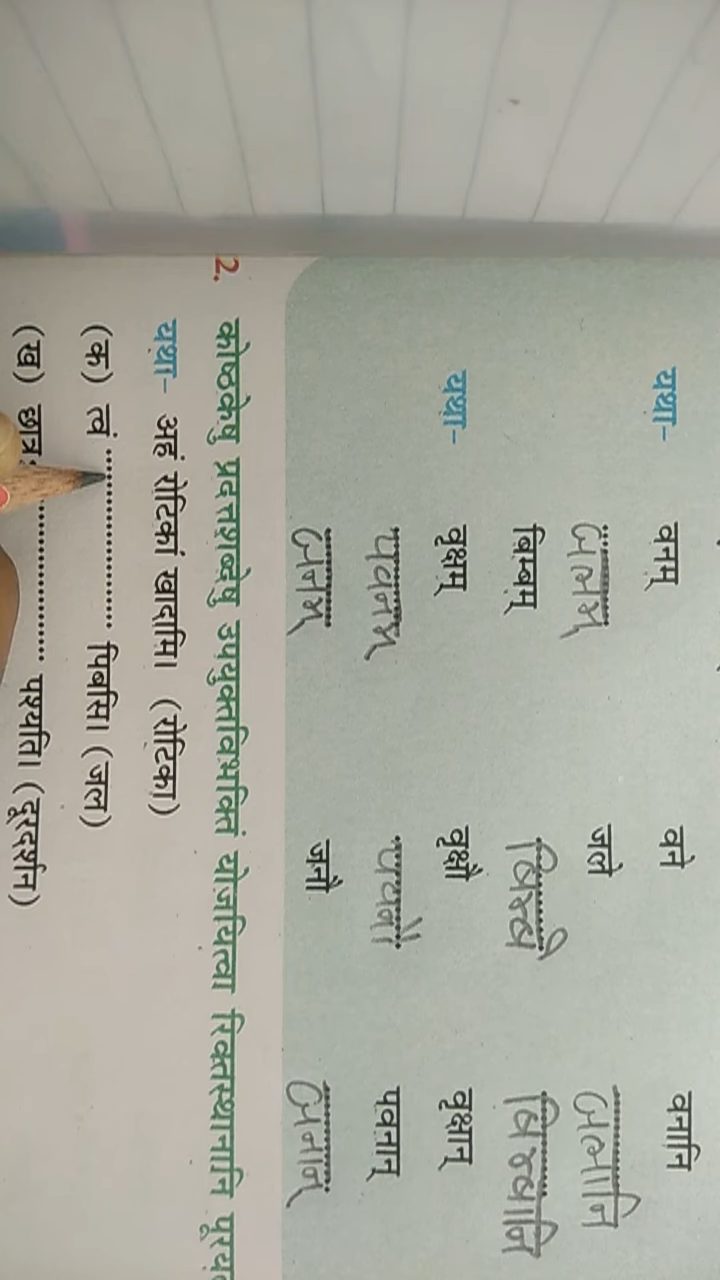 यथा- वनम् वने वनानि
जलम् जले जलानि
बिम्बम् बिम्बे बिम्बानि
यथा- वृक्षम् वृक्षौ वृक्षान्
पवनम् पवनौ पवनान्
जनम् जनौ जनान्
2. कोष्ठकेषु प्रदत्तशब्देषु उपयुक्तविभक्तिं योजयित्वा रिक्तस्थानानि
यथा- अहं रोटिकां खादामि। (रोटिका)
(क) त्वं .................... पिबसि। (जल)
(ख) छात्रः .................... पश्यति। (दूरदर्शन)